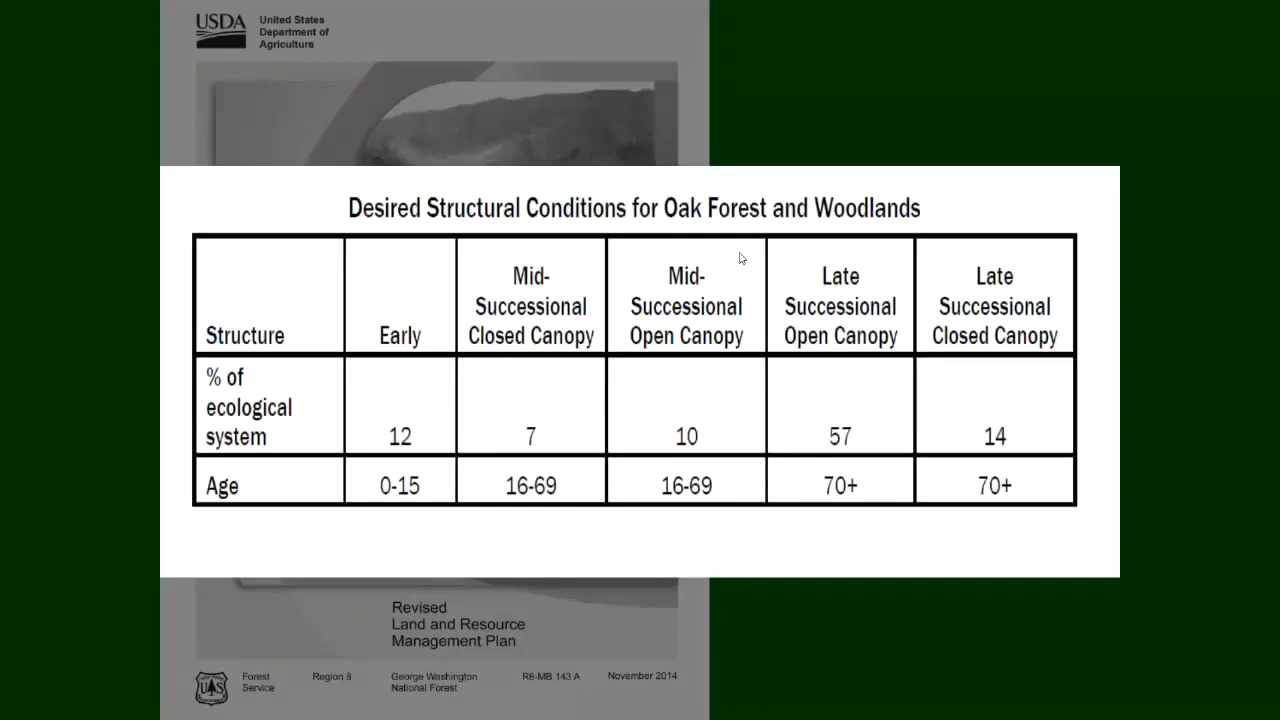 USDA
United States
Department of
Agriculture
Desired Structural Conditions for Oak Forest and Woodlands
Structure
Early
Mid-
Successional
Closed Canopy
Mid-
Successional
Open Canopy
Late
Successional
Open Canopy
Late
Successional
Closed Canopy
% of
ecological
system
12
7
10
57
14
Age
0-15
16-69
16-69
70+
70+
Revised
Land and Resource
Management Plan
Forest
Service
Region 8
George Washington
National Forest
R8-MB 143 A
November 2014